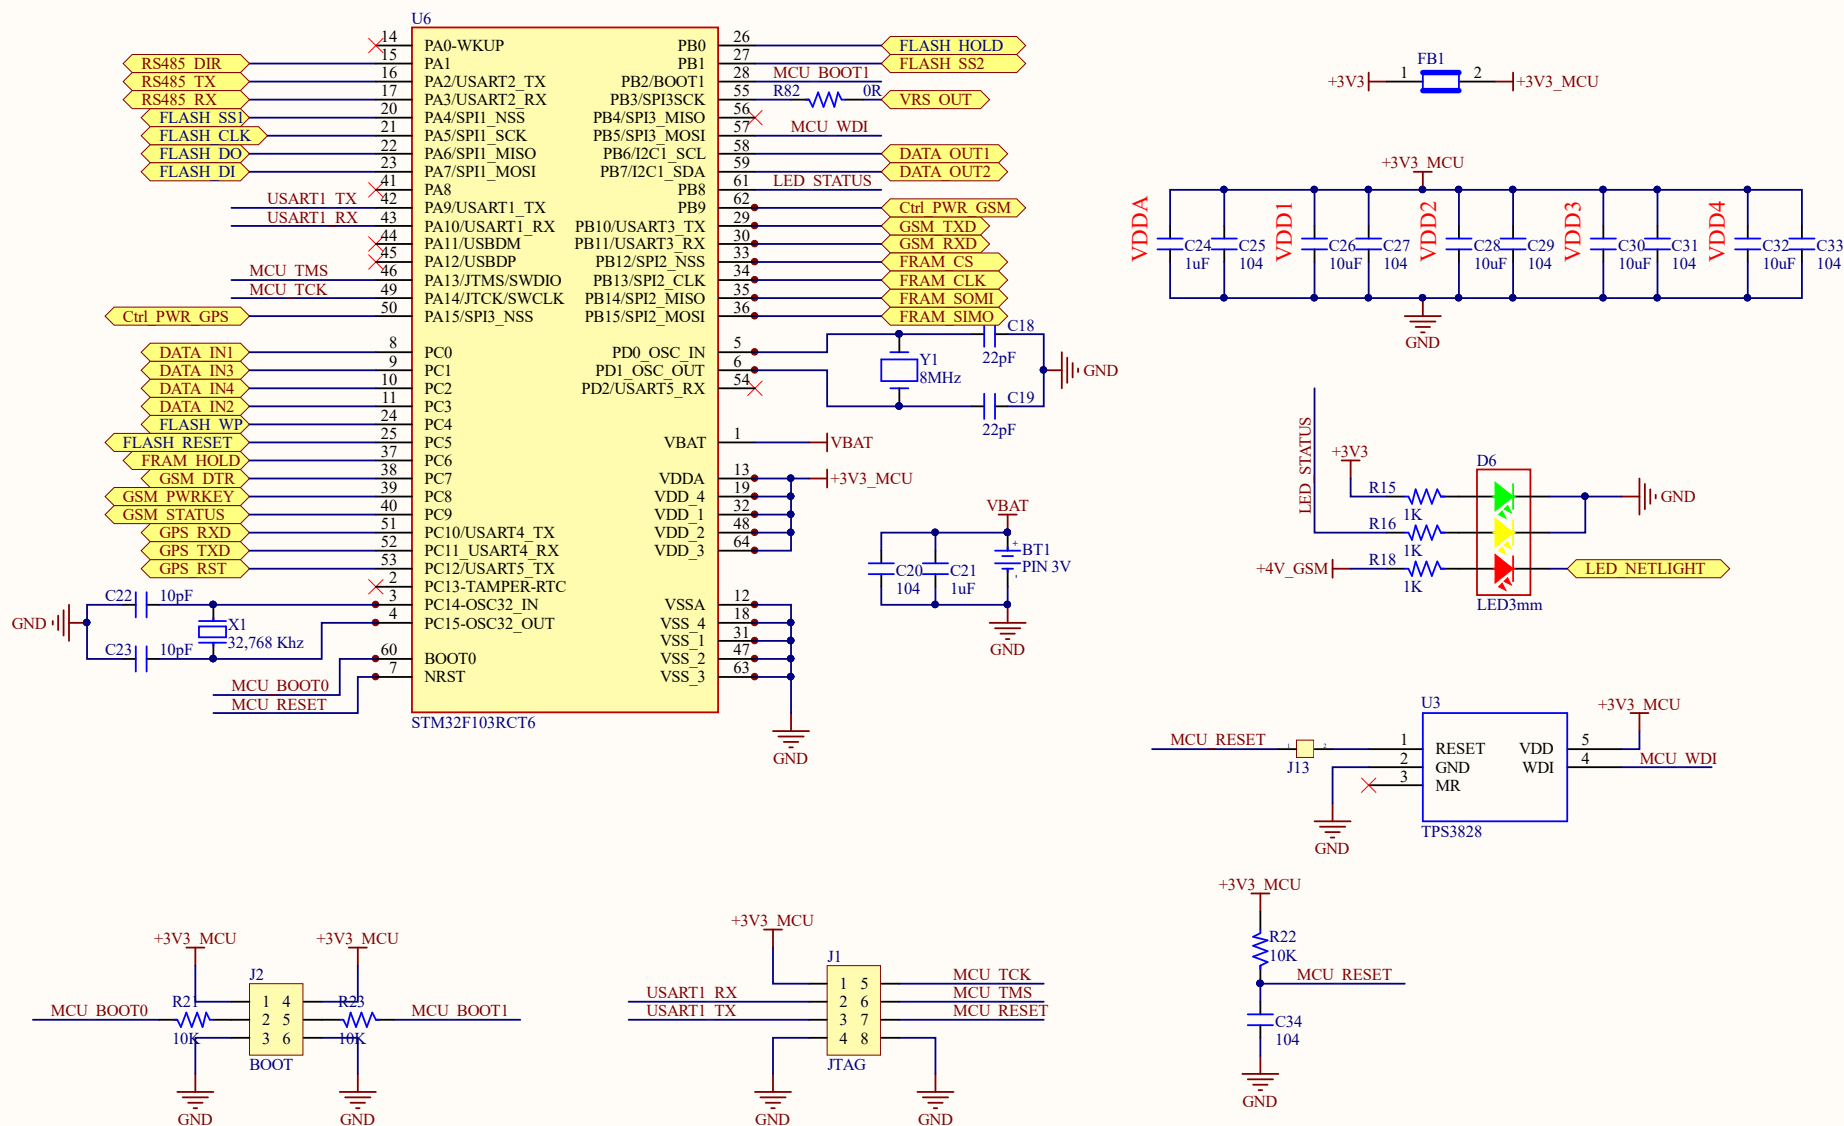 U6
14 PA0-WKUP
RS485_DIR 15 PA1
RS485_TX 16 PA2/USART2_TX
RS485_RX 17 PA3/USART2_RX
FLASH_SS1 20 PA4/SPI1_NSS
FLASH_CLK 21 PA5/SPI1_SCK
FLASH_DO 22 PA6/SPI1_MISO
FLASH_DI 23 PA7/SPI1_MOSI
41 PA8
USART1_TX 42 PA9/USART1_TX
USART1_RX 43 PA10/USART1_RX
44 PA11/USBDM
45 PA12/USBDP
MCU_TMS 46 PA13/JTMS/SWDIO
MCU_TCK 49 PA14/JTCK/SWCLK
Ctrl_PWR_GPS 50 PA15/SPI3_NSS
DATA_IN1 8 PC0
DATA_IN3 9 PC1
DATA_IN4 10 PC2
DATA_IN2 11 PC3
FLASH_WP 24 PC4
FLASH_RESET 25 PC5
FRAM_HOLD 37 PC6
GSM_DTR 38 PC7
GSM_PWRKEY 39 PC8
GSM_STATUS 40 PC9
GPS_RXD 51 PC10/USART4_TX
GPS_TXD 52 PC11_USART4_RX
GPS_RST 53 PC12/USART5_TX
2 PC13-TAMPER-RTC
C22 10pF 3 PC14-OSC32_IN
GND X1 4 PC15-OSC32_OUT
32,768 Khz
C23 10pF 60 BOOT0
7 NRST
MCU_BOOT0
MCU_RESET
STM32F103RCT6
PB0 26 FLASH_HOLD
PB1 27 FLASH_SS2
PB2/BOOT1 28 MCU_BOOT1
PB3/SPI3SCK 55 R82 0R VRS_OUT
PB4/SPI3_MISO 56
PB5/SPI3_MOSI 57 MCU_WDI
PB6/I2C1_SCL 58 DATA_OUT1
PB7/I2C1_SDA 59 DATA_OUT2
PB8 61 LED_STATUS
PB9 62 Ctrl_PWR_GSM
PB10/USART3_TX 29 GSM_TXD
PB11/USART3_RX 30 GSM_RXD
PB12/SPI2_NSS 33 FRAM_CS
PB13/SPI2_CLK 34 FRAM_CLK
PB14/SPI2_MISO 35 FRAM_SOMI
PB15/SPI2_MOSI 36 FRAM_SIMO
C18
PD0_OSC_IN 5 22pF
Y1
PD1_OSC_OUT 6 8MHz GND
PD2/USART5_RX 54 C19
22pF
VBAT 1 VBAT
VDDA 13 +3V3_MCU
VDD_4 19
VDD_1 32
VDD_2 48
VDD_3 64
VBAT
BT1
C20 C21 PIN 3V
104 1uF
GND
VSSA 12
VSS_4 18
VSS_1 31
VSS_2 47
VSS_3 63
GND
FB1
+3V3 1 2 +3V3_MCU
+3V3_MCU
VDDA VDD1 VDD2 VDD3 VDD4
C24 C25 C26 C27 C28 C29 C30 C31 C32 C33
1uF 104 10uF 104 10uF 104 10uF 104 10uF 104
GND
LED_STATUS
+3V3 D6
R15 GND
1K
R16
1K
+4V_GSM R18 LED_NETLIGHT
1K
LED3mm
U3 +3V3_MCU
MCU_RESET 1 RESET VDD 5
J13 2 GND WDI 4 MCU_WDI
3 MR
TPS3828
GND
+3V3_MCU
R22
10K
MCU_RESET
C34
104
GND
+3V3_MCU +3V3_MCU
J2
R21 1 4 R23
MCU_BOOT0 2 5 MCU_BOOT1
10K 3 6 10K
BOOT
GND GND
+3V3_MCU
J1
1 5 MCU_TCK
USART1_RX 2 6 MCU_TMS
USART1_TX 3 7 MCU_RESET
4 8
JTAG
GND GND